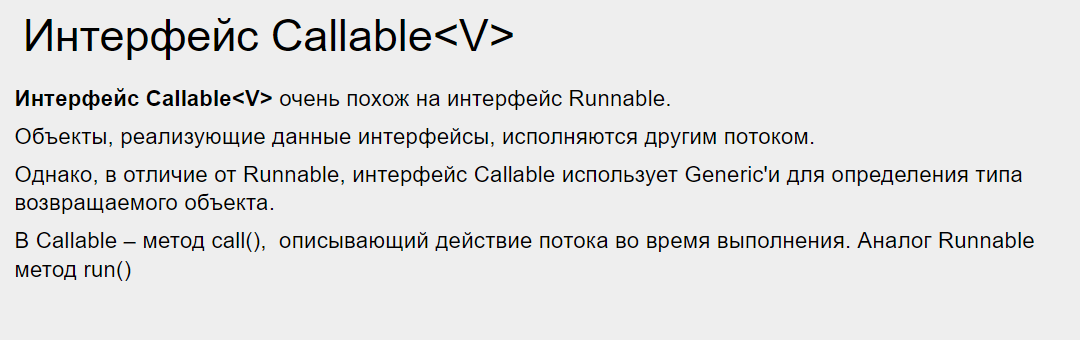 Интерфейс Callable<V>
Интерфейс Callable<V> очень похож на интерфейс Runnable.
Объекты, реализующие данные интерфейсы, исполняются другим потоком.
Однако, в отличие от Runnable, интерфейс Callable использует Generic'и для определения типа
возвращаемого объекта.
В Callable – метод call(),  описывающий действие потока во время выполнения. Аналог Runnable
метод run()